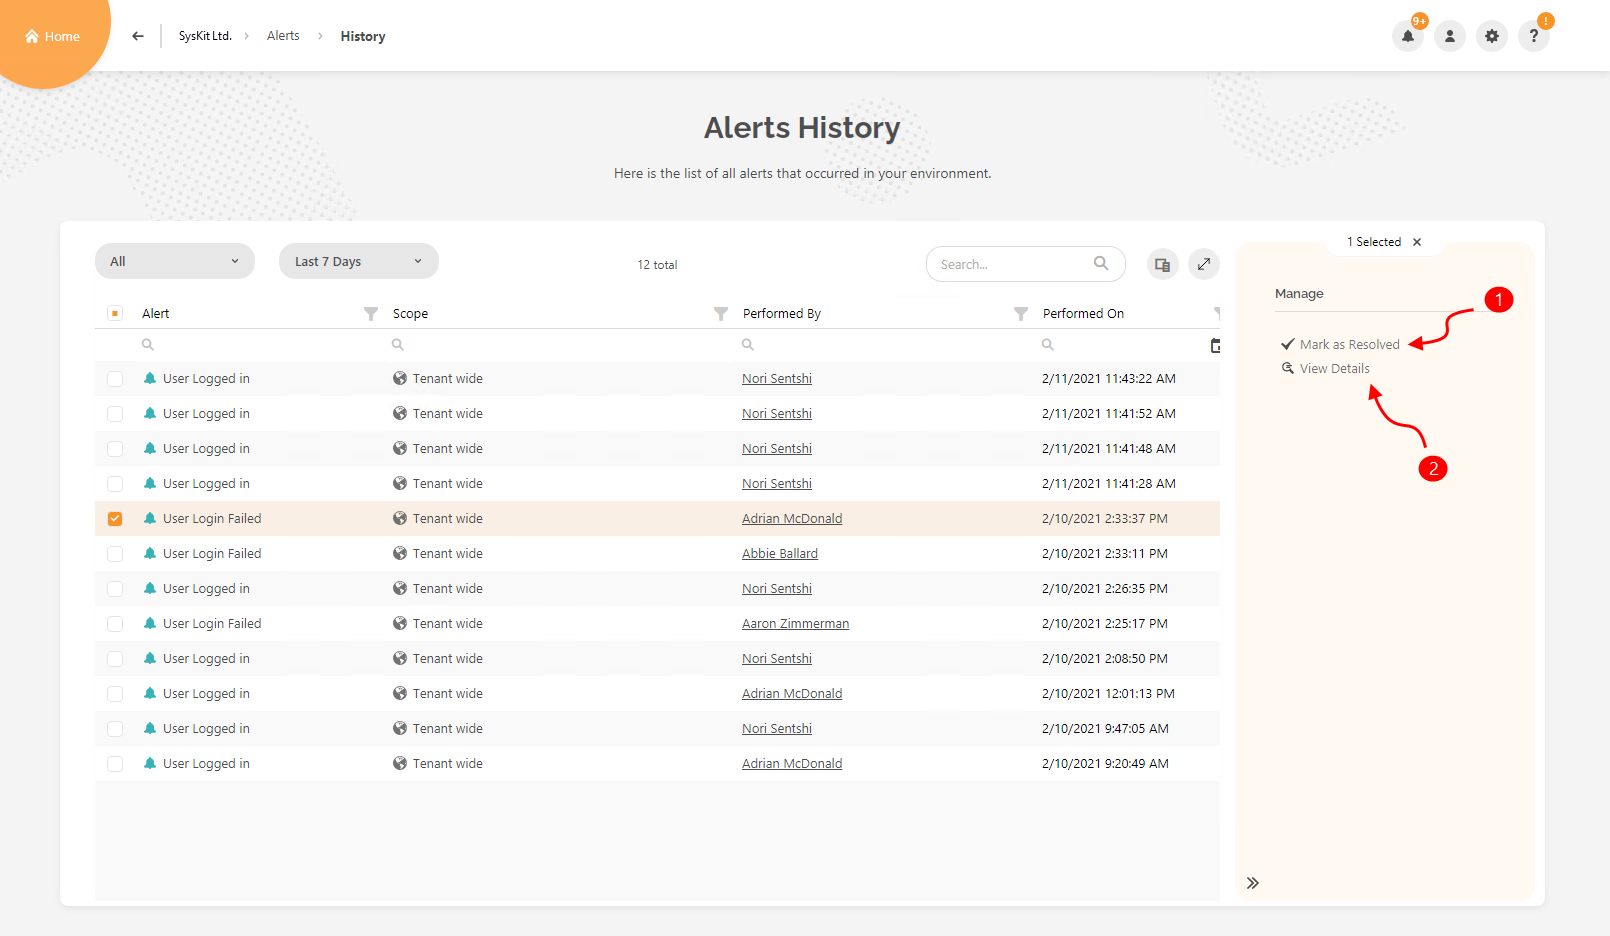 Home
SysKit Ltd. > Alerts > History
9+
!
?
Alerts History
Here is the list of all alerts that occurred in your environment.
All
Last 7 Days
12 total
Search...
1 Selected
Alert Scope Performed By Performed On
User Logged in Tenant wide Nori Sentshi 2/11/2021 11:43:22 AM
User Logged in Tenant wide Nori Sentshi 2/11/2021 11:41:52 AM
User Logged in Tenant wide Nori Sentshi 2/11/2021 11:41:48 AM
User Logged in Tenant wide Nori Sentshi 2/11/2021 11:41:28 AM
User Login Failed Tenant wide Adrian McDonald 2/10/2021 2:33:37 PM
User Login Failed Tenant wide Abbie Ballard 2/10/2021 2:33:11 PM
User Logged in Tenant wide Nori Sentshi 2/10/2021 2:26:35 PM
User Login Failed Tenant wide Aaron Zimmerman 2/10/2021 2:25:17 PM
User Logged in Tenant wide Nori Sentshi 2/10/2021 2:08:50 PM
User Logged in Tenant wide Adrian McDonald 2/10/2021 12:01:13 PM
User Logged in Tenant wide Nori Sentshi 2/10/2021 9:47:05 AM
User Logged in Tenant wide Adrian McDonald 2/10/2021 9:20:49 AM
Manage
1
Mark as Resolved
View Details
2